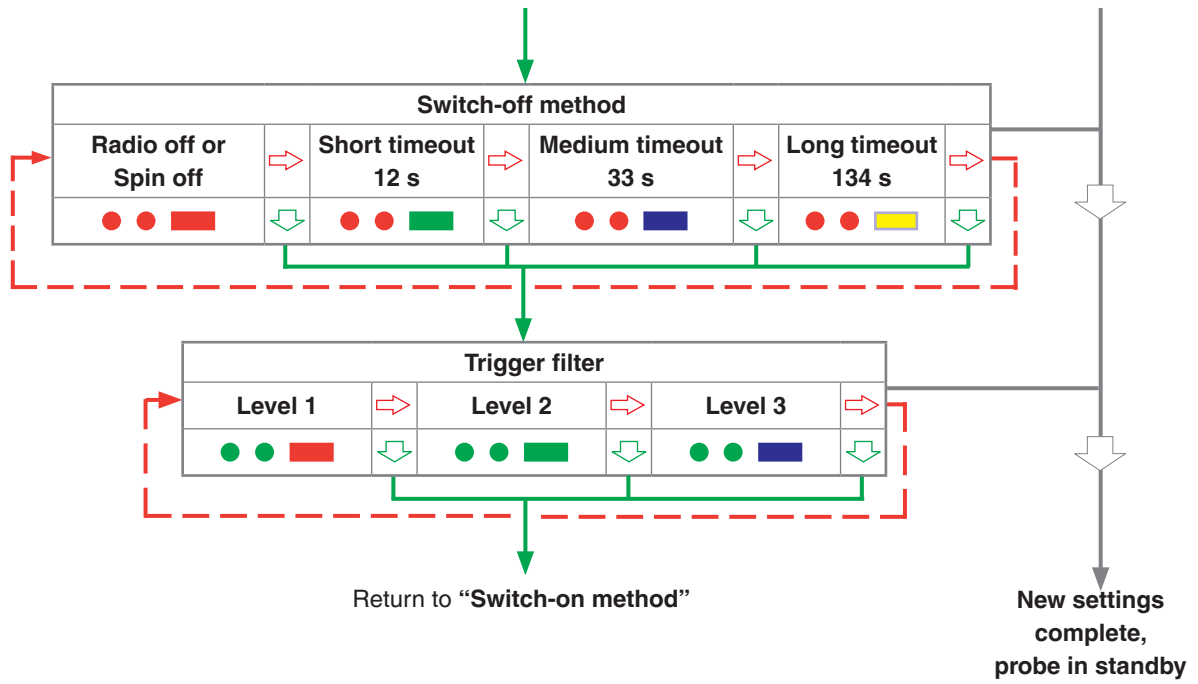 Switch-off method
Radio off or
Spin off
Short timeout
12 s
Medium timeout
33 s
Long timeout
134 s
Trigger filter
Level 1
Level 2
Level 3
Return to “Switch-on method”
New settings
complete,
probe in standby